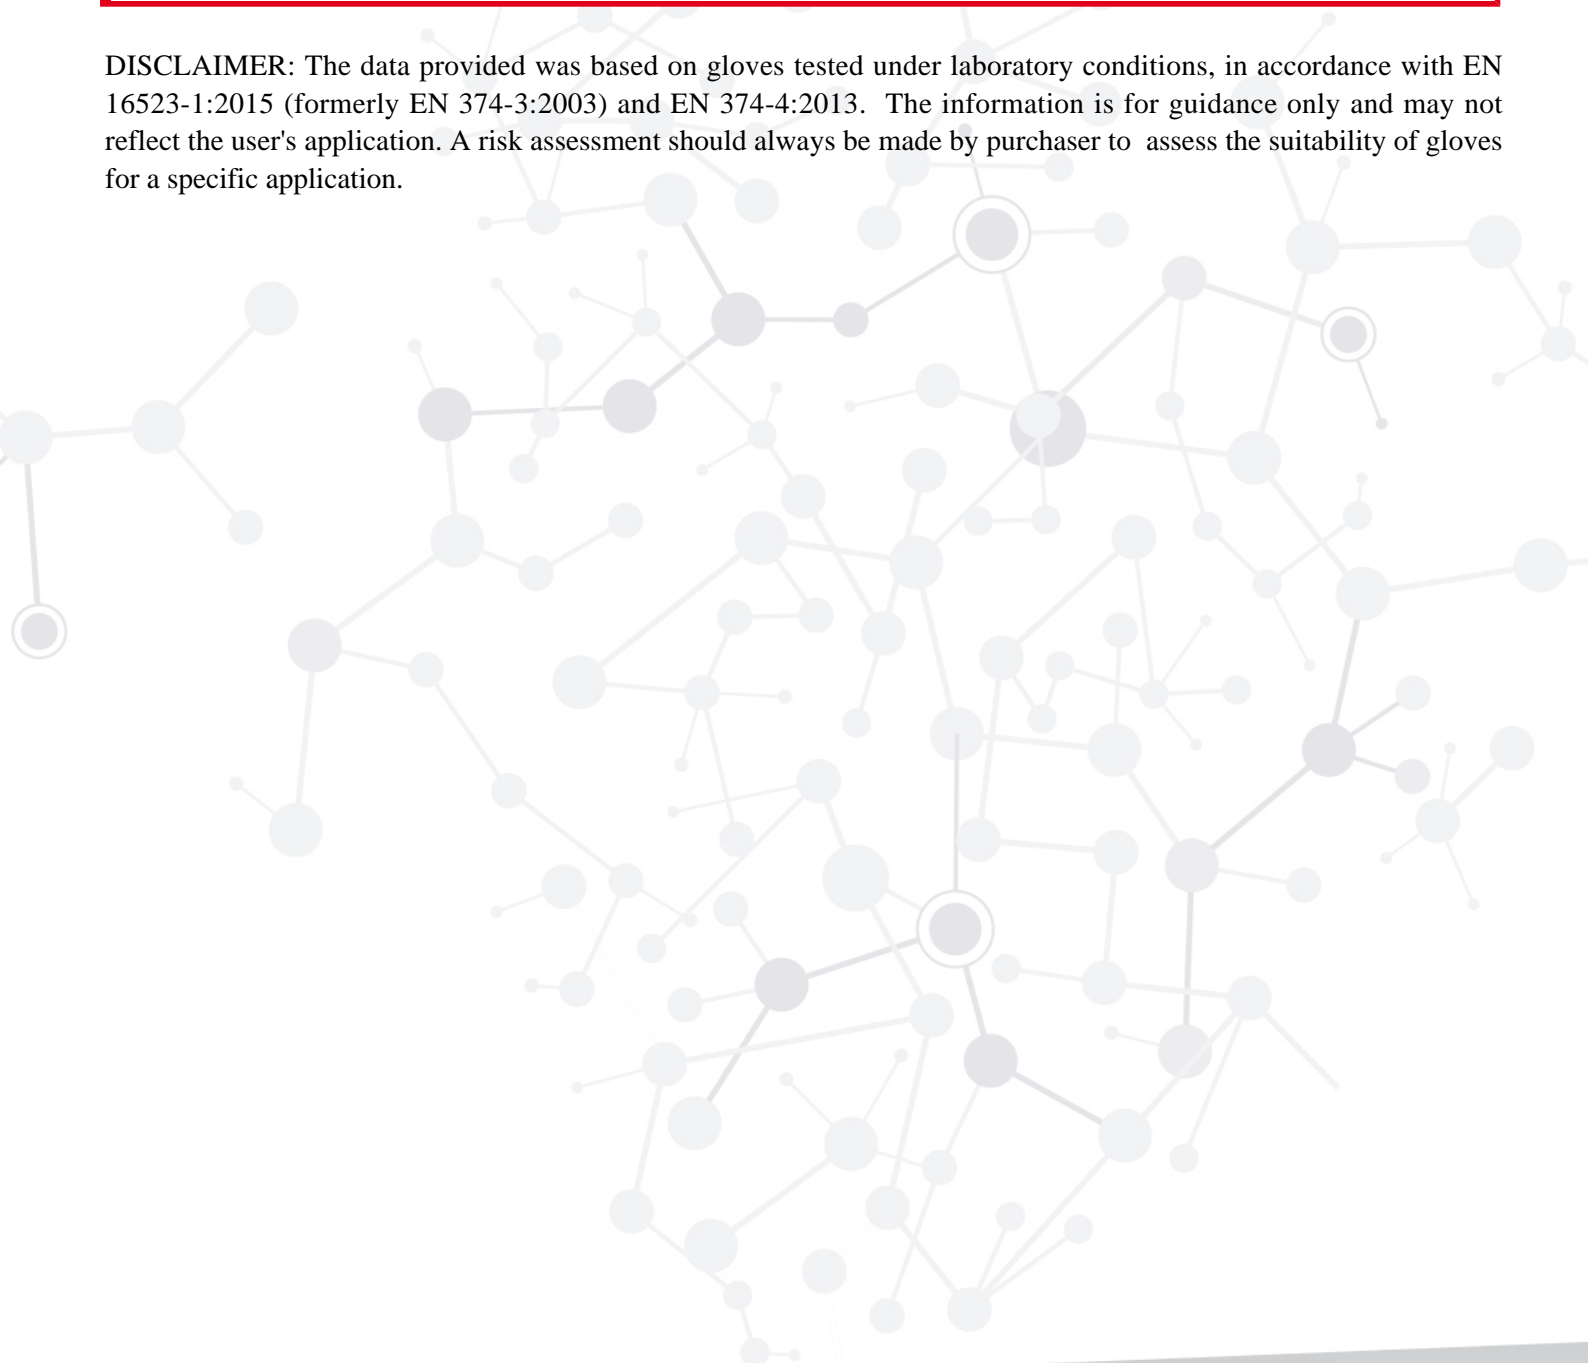 DISCLAIMER: The data provided was based on gloves tested under laboratory conditions, in accordance with EN
16523-1:2015 (formerly EN 374-3:2003) and EN 374-4:2013.  The information is for guidance only and may not
reflect the user's application. A risk assessment should always be made by purchaser to  assess the suitability of gloves
for a specific application.